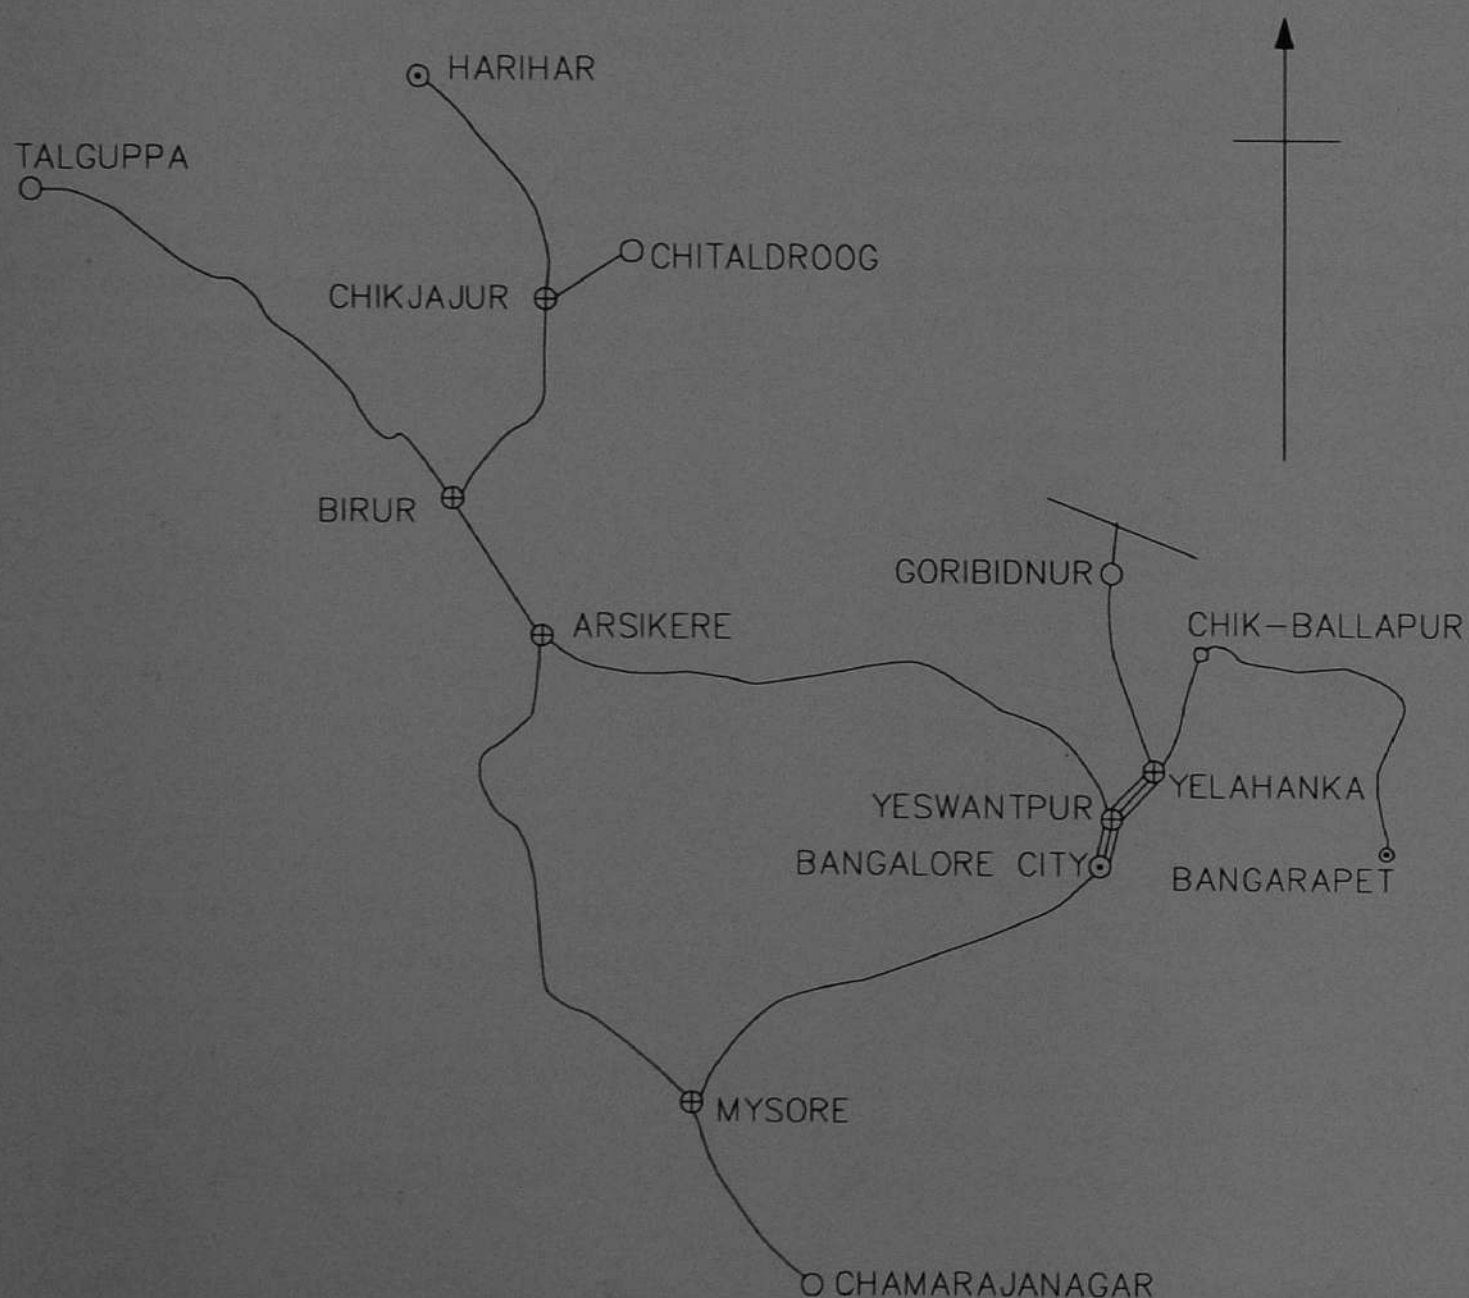 HARIHAR
TALGUPPA
CHITALDROOG
CHIKJAJUR
BIRUR
GORIBIDNUR
ARSIKERE
CHIK-BALLAPUR
YELAHANKA
YESWANTPUR
BANGALORE CITY
BANGARAPET
MYSORE
CHAMARAJANAGAR